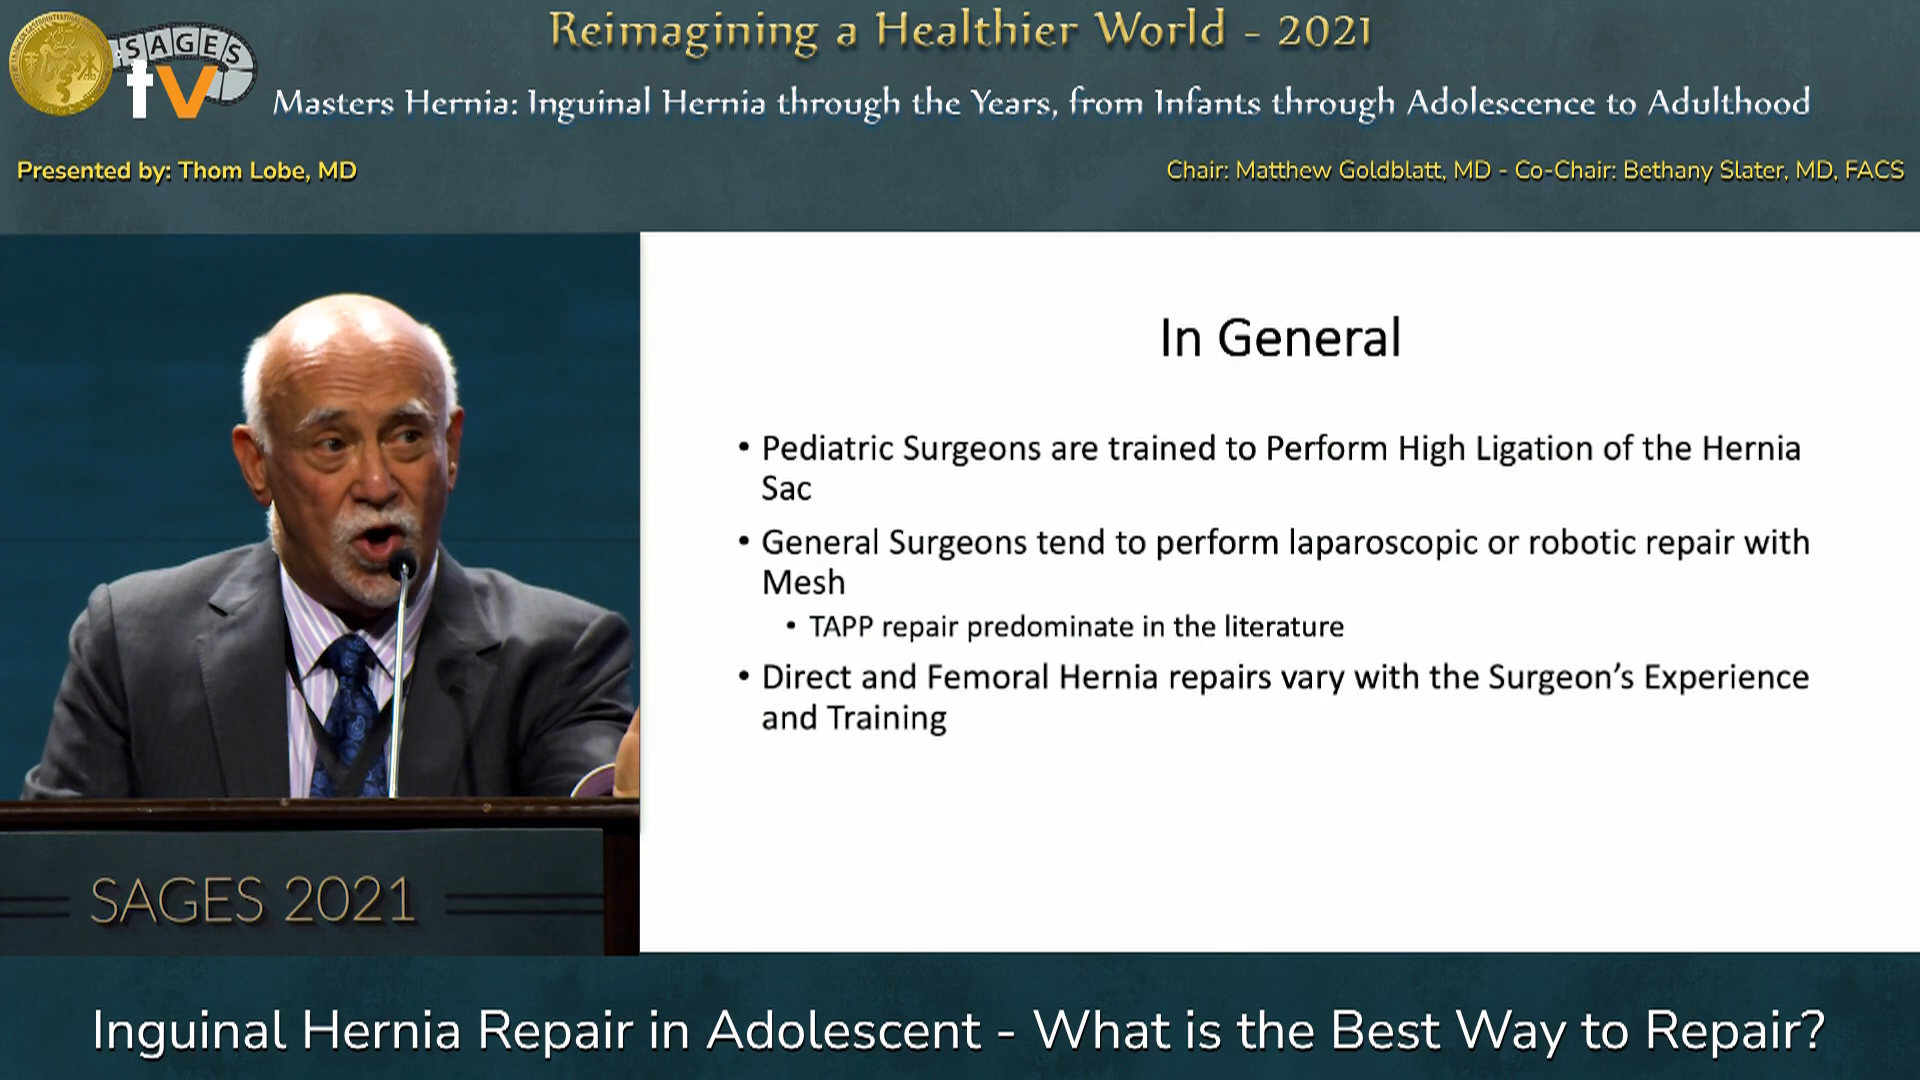 Reimagining a Healthier World - 2021
SAGES
tv
Masters Hernia: Inguinal Hernia through the Years, from Infants through Adolescence to Adulthood
Presented by: Thom Lobe, MD
Chair: Matthew Goldblatt, MD - Co-Chair: Bethany Slater, MD, FACS
In General
• Pediatric Surgeons are trained to Perform High Ligation of the Hernia
Sac
• General Surgeons tend to perform laparoscopic or robotic repair with
Mesh
• TAPP repair predominate in the literature
• Direct and Femoral Hernia repairs vary with the Surgeon’s Experience
and Training
SAGES 2021
Inguinal Hernia Repair in Adolescent - What is the Best Way to Repair?